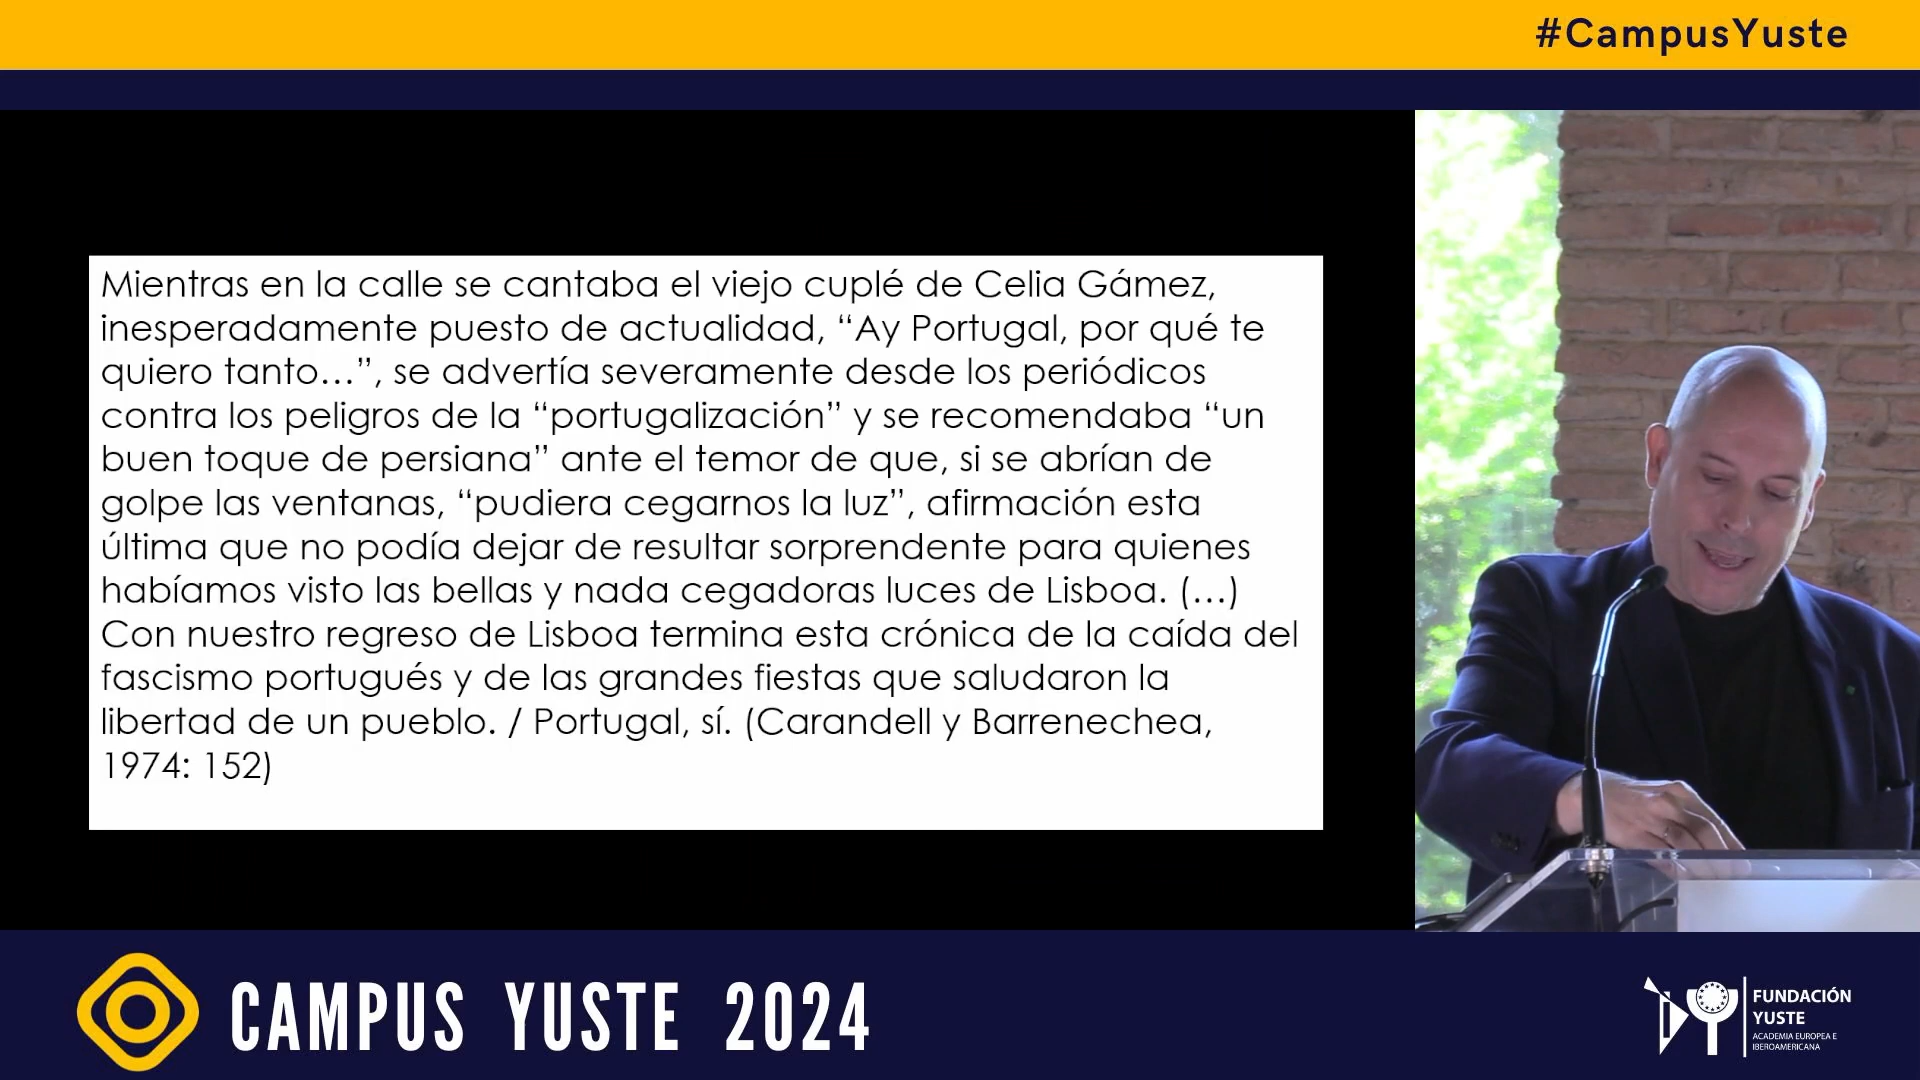 #CampusYuste
Mientras en la calle se cantaba el viejo cuplé de Celia Gámez,
inesperadamente puesto de actualidad, “Ay Portugal, por qué te
quiero tanto…”, se advertía severamente desde los periódicos
contra los peligros de la “portugalización” y se recomendaba “un
buen toque de persiana” ante el temor de que, si se abrían de
golpe las ventanas, “pudiera cegarnos la luz”, afirmación esta
última que no podía dejar de resultar sorprendente para quienes
habíamos visto las bellas y nada cegadoras luces de Lisboa. (…)
Con nuestro regreso de Lisboa termina esta crónica de la caída del
fascismo portugués y de las grandes fiestas que saludaron la
libertad de un pueblo. / Portugal, sí. (Carandell y Barrenechea,
1974: 152)
CAMPUS YUSTE 2024
FUNDACIÓN
YUSTE
ACADEMIA EUROPEA E
IBEROAMERICANA